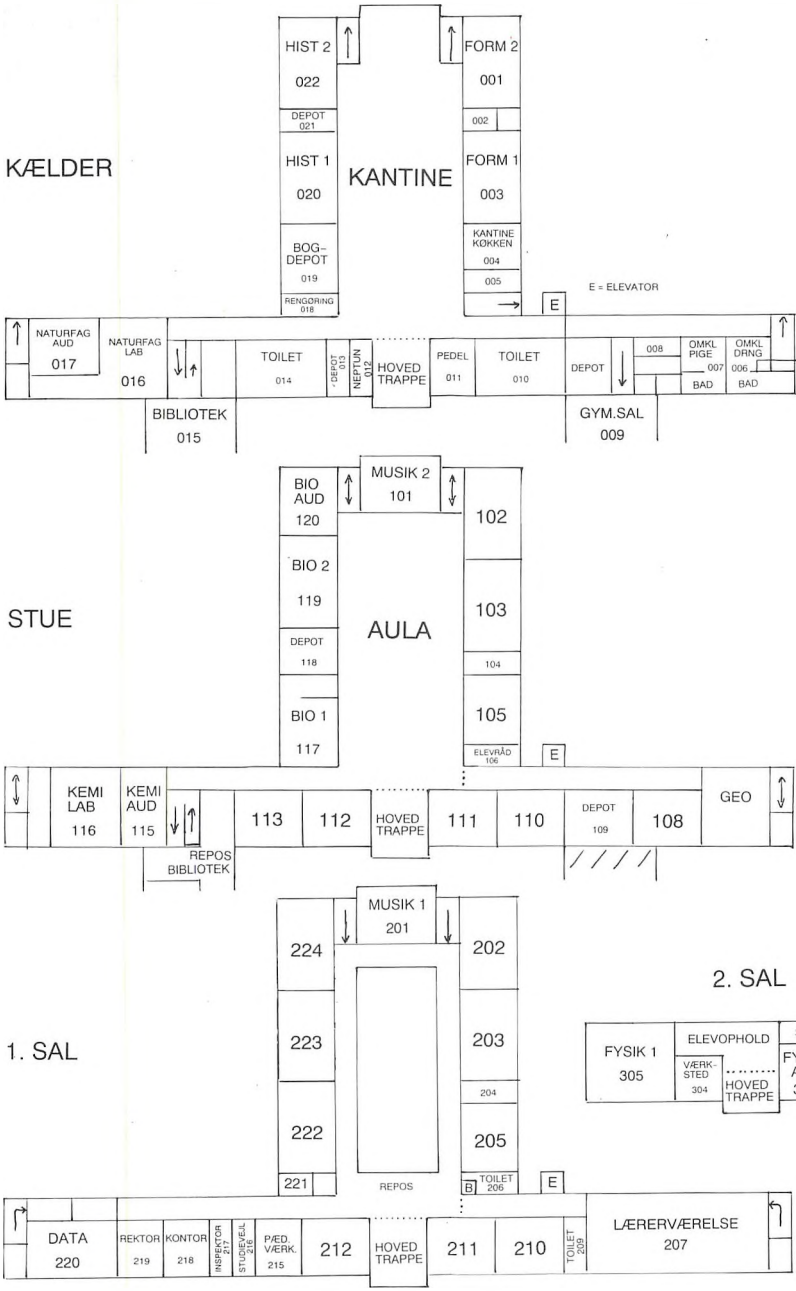 KÆLDER
HIST 2
022
DEPOT
021
HIST 1
020
BOG-
DEPOT
019
RENGØRING
018
KANTINE
FORM 2
001
002
FORM 1
003
KANTINE
KØKKEN
004
005
E
E = ELEVATOR
NATURFAG
AUD
017
NATURFAG
LAB
016
BIBLIOTEK
015
TOILET
014
DEPOT
013
NEPTUN
012
HOVED
TRAPPE
PEDEL
011
TOILET
010
DEPOT
GYM.SAL
009
008
OMKL
PIGE
007
BAD
OMKL
DRNG
006
BAD
STUE
BIO
AUD
120
BIO 2
119
DEPOT
118
BIO 1
117
MUSIK 2
101
AULA
102
103
104
105
ELEVRÅD
106
E
KEMI
LAB
116
KEMI
AUD
115
REPOS
BIBLIOTEK
113
112
HOVED
TRAPPE
111
110
DEPOT
109
108
GEO
1. SAL
224
223
222
221
MUSIK 1
201
REPOS
202
203
204
205
B
TOILET
206
E
DATA
220
REKTOR
219
KONTOR
218
INSPEKTOR
217
STUDIEVEJL
216
PÆD.
VÆRK.
215
212
HOVED
TRAPPE
211
210
TOILET
209
LÆRERVÆRELSE
207
2. SAL
FYSIK 1
305
ELEVOPHOLD
VÆRK-
STED
304
HOVED
TRAPPE